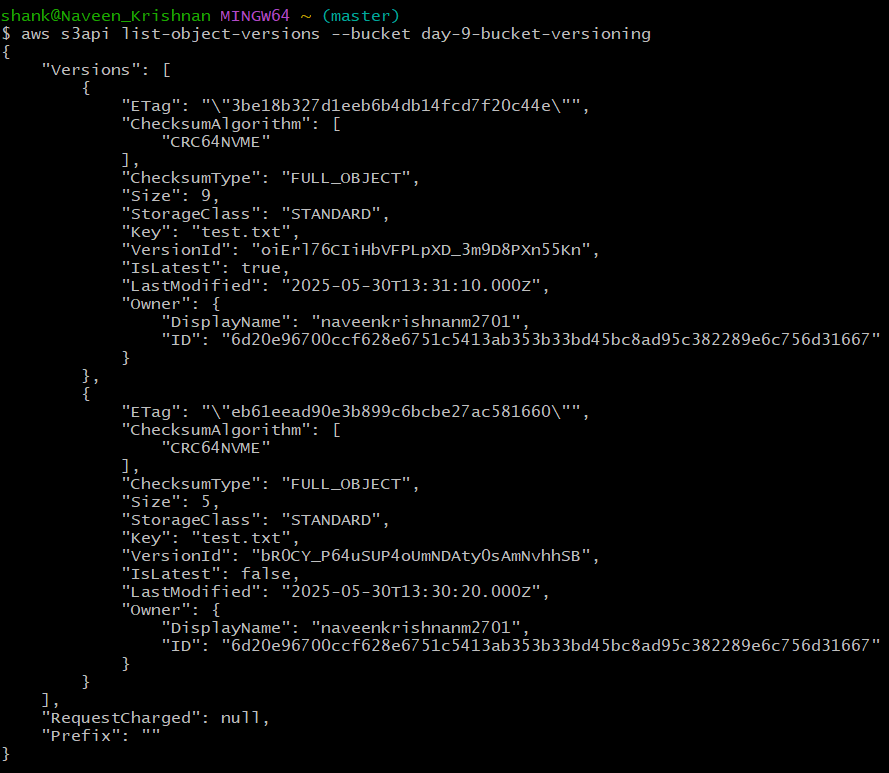 shank@Naveen_Krishnan MINGW64 ~ (master)
$ aws s3api list-object-versions --bucket day-9-bucket-versioning
{
    "Versions": [
        {
            "ETag": "\"3be18b327d1eeb6b4db14fcd7f20c44e\"",
            "ChecksumAlgorithm": [
                "CRC64NVME"
            ],
            "ChecksumType": "FULL_OBJECT",
            "Size": 9,
            "StorageClass": "STANDARD",
            "Key": "test.txt",
            "VersionId": "oiErl76CIiHbVFPLpXD_3m9D8PXn55Kn",
            "IsLatest": true,
            "LastModified": "2025-05-30T13:31:10.000Z",
            "Owner": {
                "DisplayName": "naveenkrishnanm2701",
                "ID": "6d20e96700ccf628e6751c5413ab353b33bd45bc8ad95c382289e6c756d31667"
            }
        },
        {
            "ETag": "\"eb61eead90e3b899c6bcbe27ac581660\"",
            "ChecksumAlgorithm": [
                "CRC64NVME"
            ],
            "ChecksumType": "FULL_OBJECT",
            "Size": 5,
            "StorageClass": "STANDARD",
            "Key": "test.txt",
            "VersionId": "bR0CY_P64uSUP4oUmNDAty0sAmNvhhSB",
            "IsLatest": false,
            "LastModified": "2025-05-30T13:30:20.000Z",
            "Owner": {
                "DisplayName": "naveenkrishnanm2701",
                "ID": "6d20e96700ccf628e6751c5413ab353b33bd45bc8ad95c382289e6c756d31667"
            }
        }
    ],
    "RequestCharged": null,
    "Prefix": ""
}